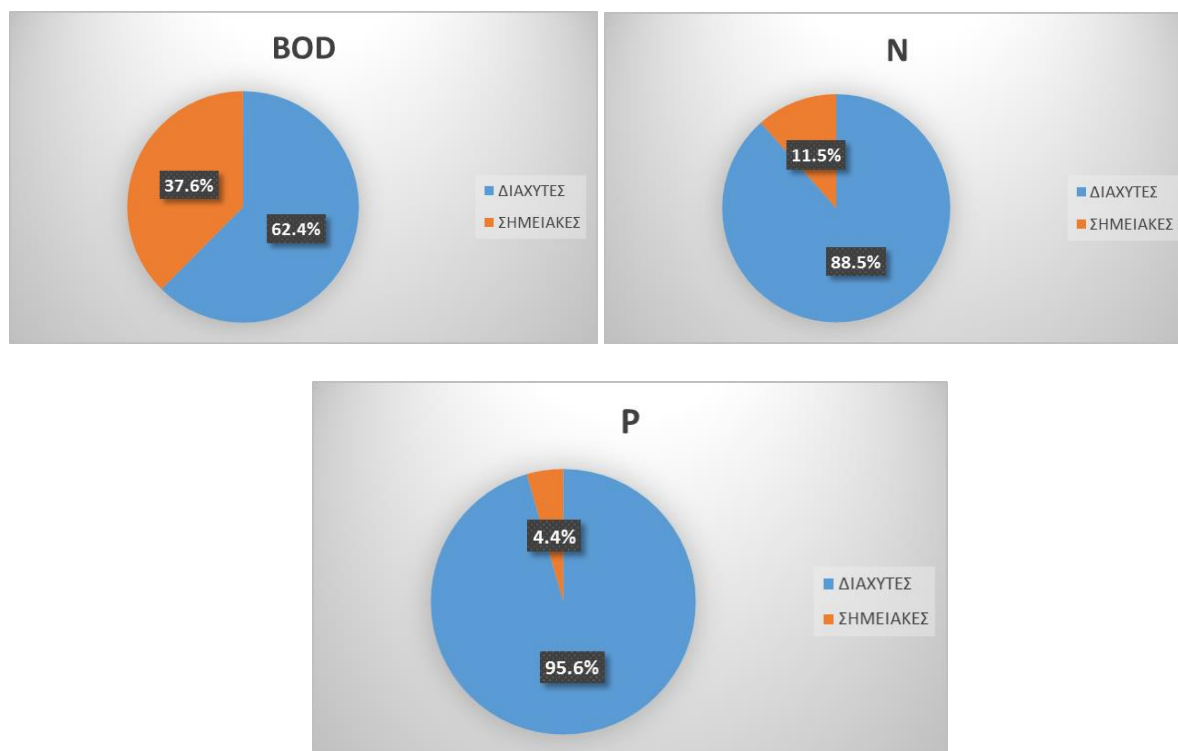 BOD
37.6%
62.4%
ΔΙΑΧΥΤΕΣ
ΣΗΜΕΙΑΚΕΣ
N
11.5%
88.5%
ΔΙΑΧΥΤΕΣ
ΣΗΜΕΙΑΚΕΣ
P
4.4%
95.6%
ΔΙΑΧΥΤΕΣ
ΣΗΜΕΙΑΚΕΣ